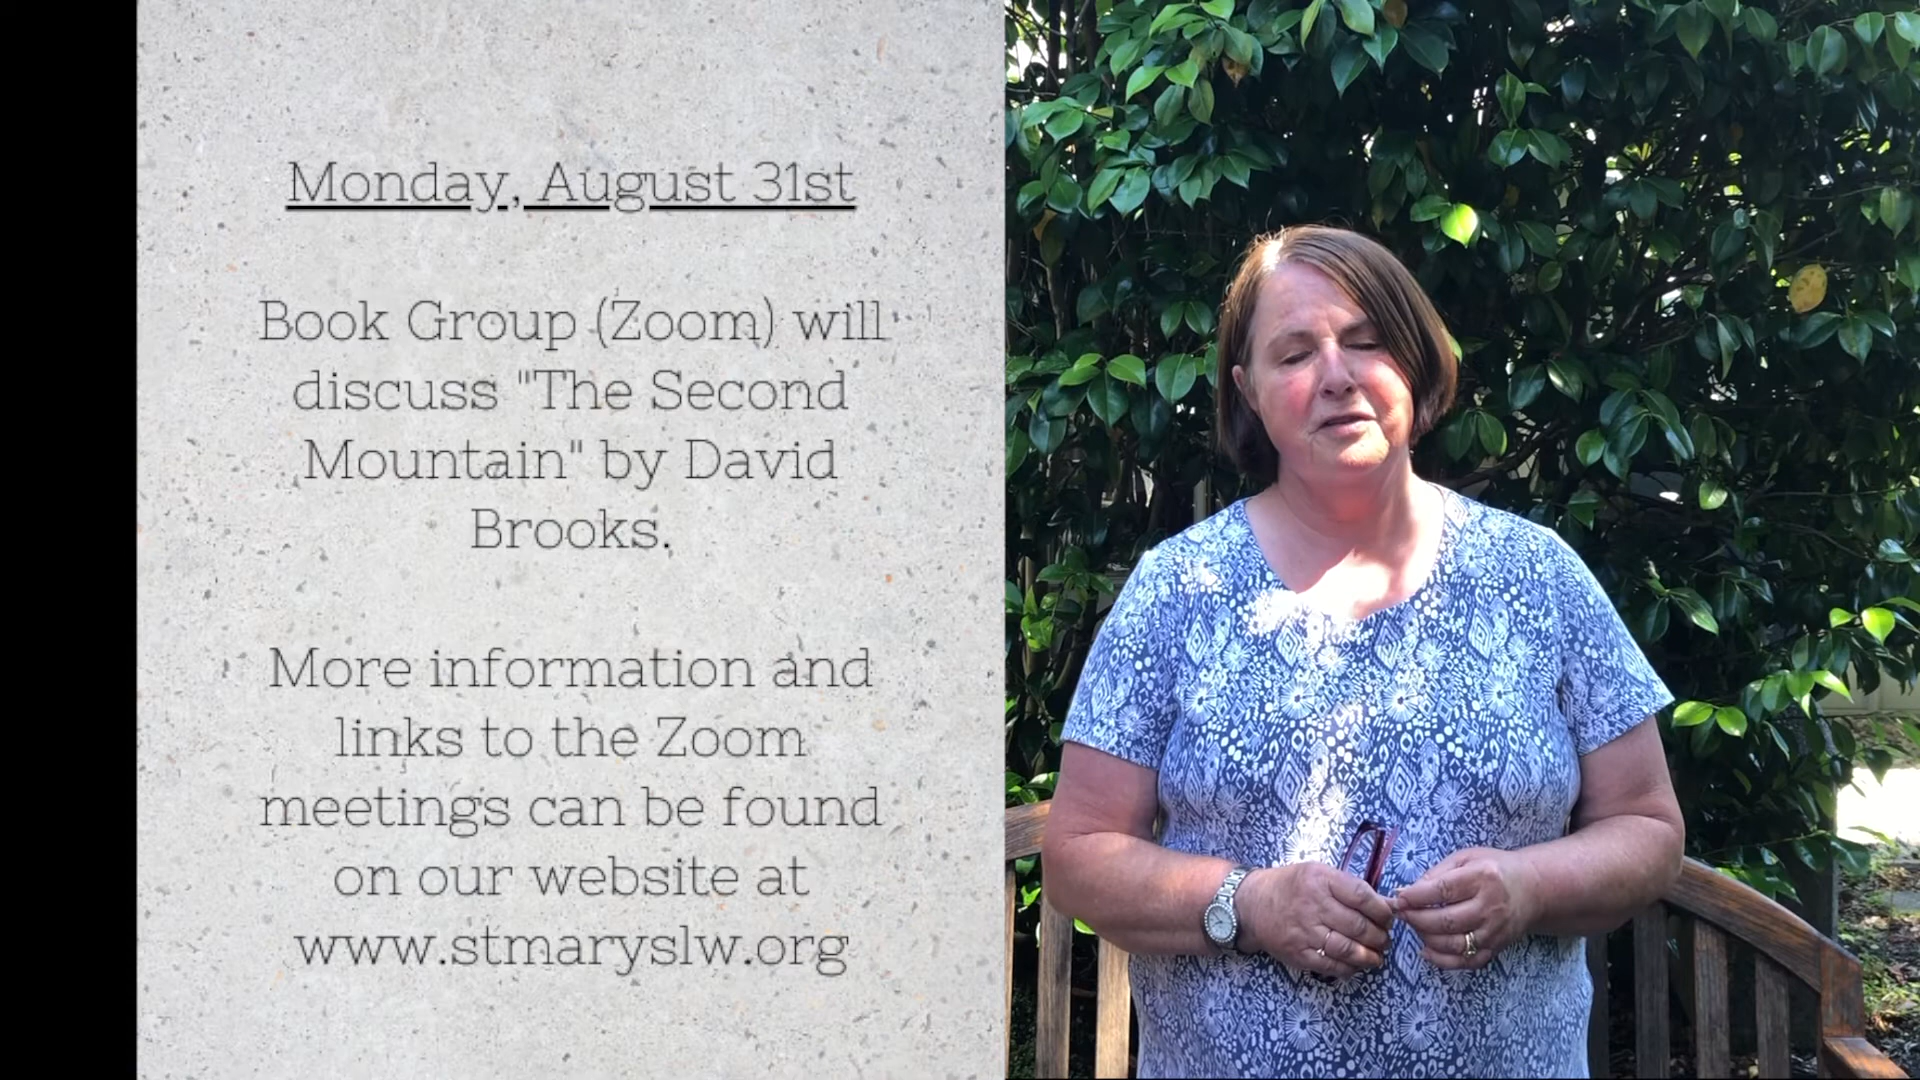 Monday, August 31st
Book Group (Zoom) will
discuss "The Second
Mountain" by David
Brooks.
More information and
links to the Zoom
meetings can be found
on our website at
www.stmaryslw.org